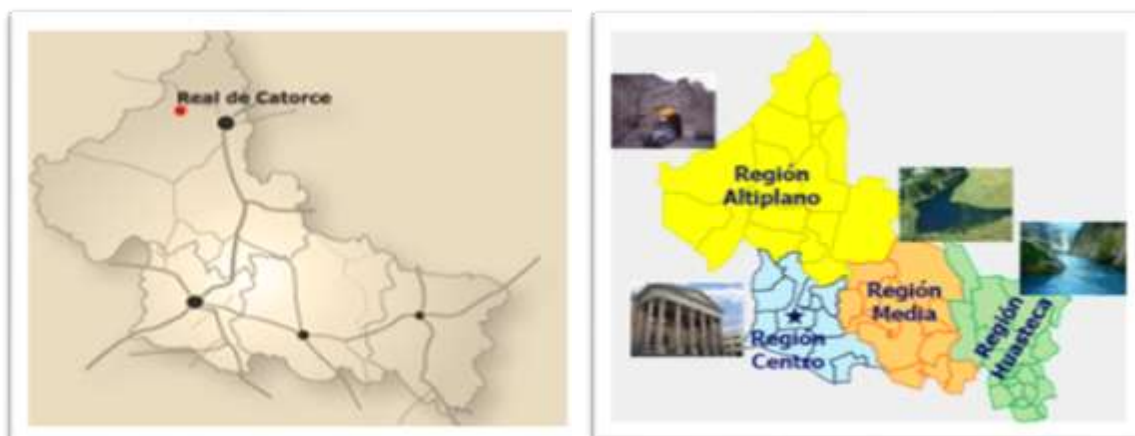 Real de Catorce
Región
Altiplano
Región
Media
Región
Centro
Región
Huasteca